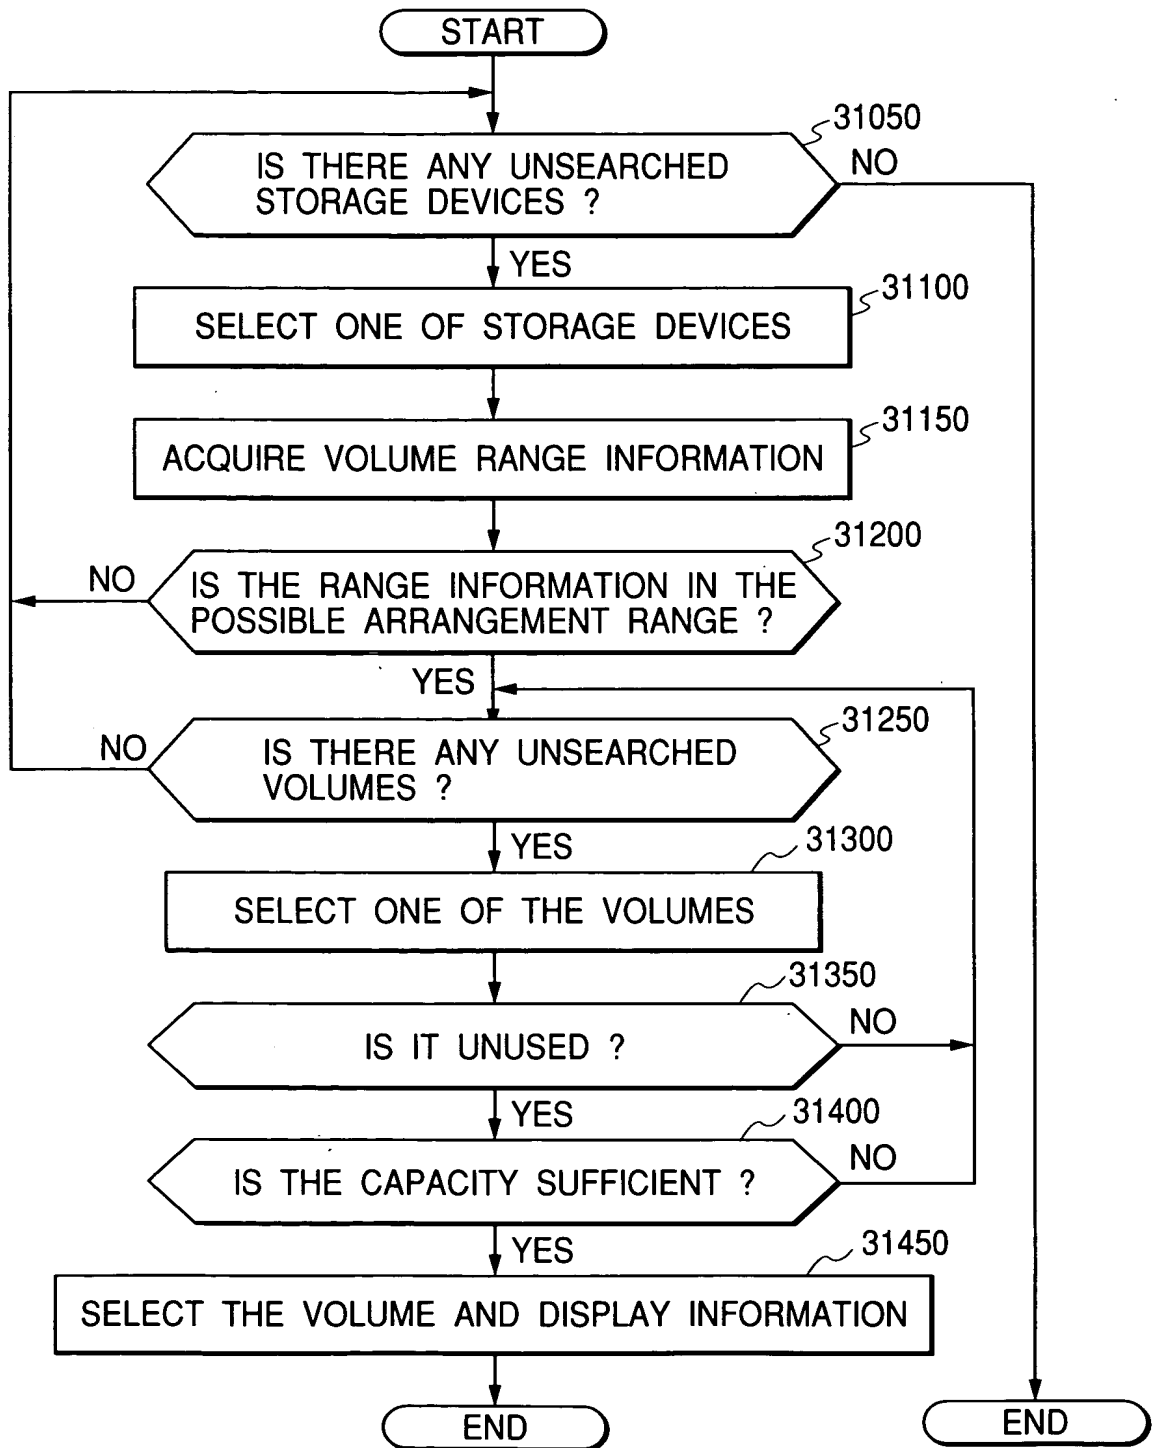 START
31050
IS THERE ANY UNSEARCHED
STORAGE DEVICES ?
NO
YES
31100
SELECT ONE OF STORAGE DEVICES
31150
ACQUIRE VOLUME RANGE INFORMATION
31200
NO
IS THE RANGE INFORMATION IN THE
POSSIBLE ARRANGEMENT RANGE ?
YES
31250
NO
IS THERE ANY UNSEARCHED
VOLUMES ?
YES
31300
SELECT ONE OF THE VOLUMES
31350
IS IT UNUSED ?
NO
YES
31400
IS THE CAPACITY SUFFICIENT ?
NO
YES
31450
SELECT THE VOLUME AND DISPLAY INFORMATION
END
END